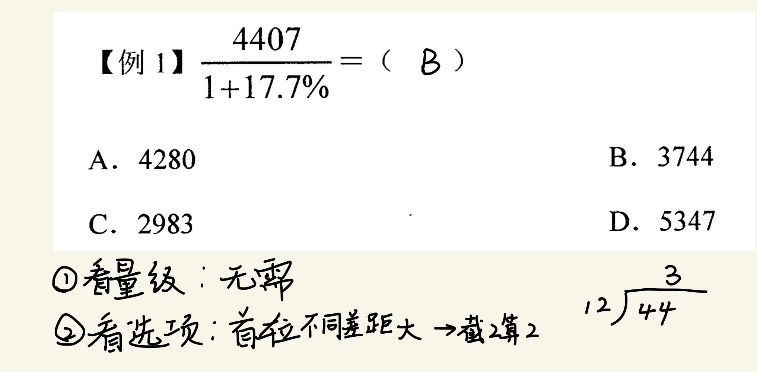 【例 1】4407/(1+17.7%) =（ B ）
A. 4280 B. 3744
C. 2983 D. 5347
①看量级：无需
②看选项：首位不同差距大 →截2算2
3
12)44